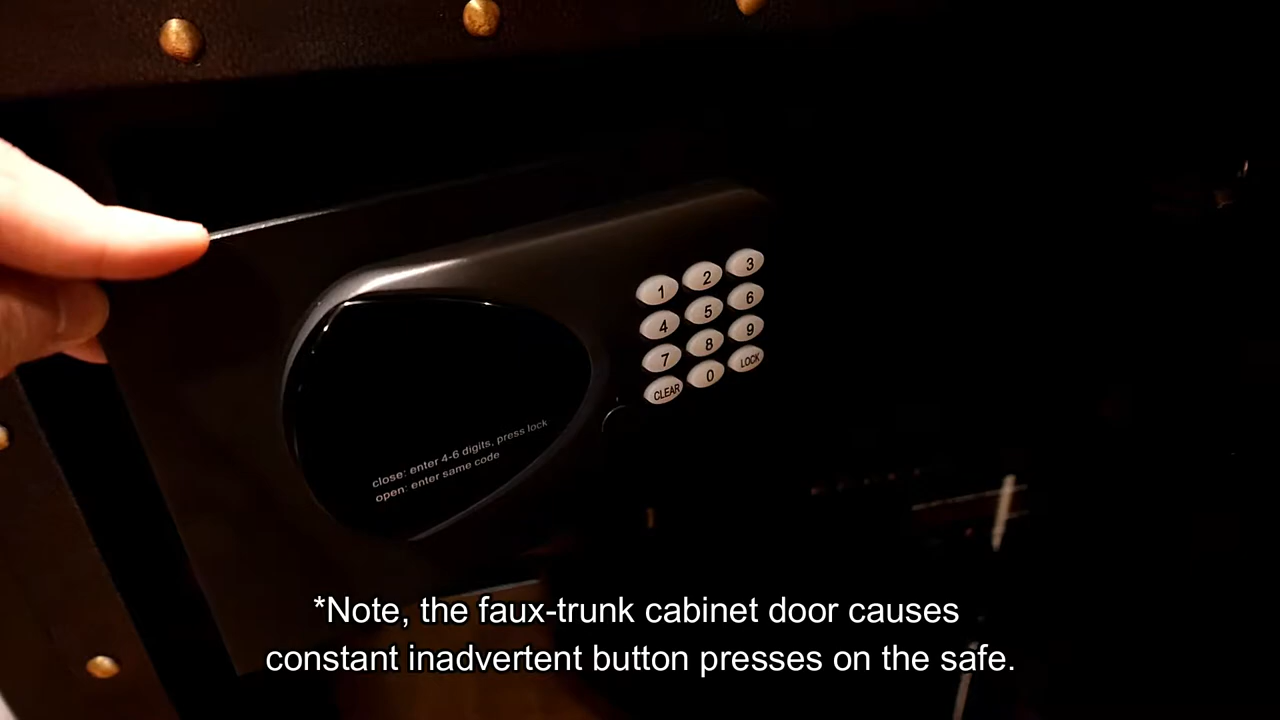 1 2 3
4 5 6
7 8 9
CLEAR 0 LOCK
close: enter 4-6 digits, press lock
open: enter same code
*Note, the faux-trunk cabinet door causes
constant inadvertent button presses on the safe.